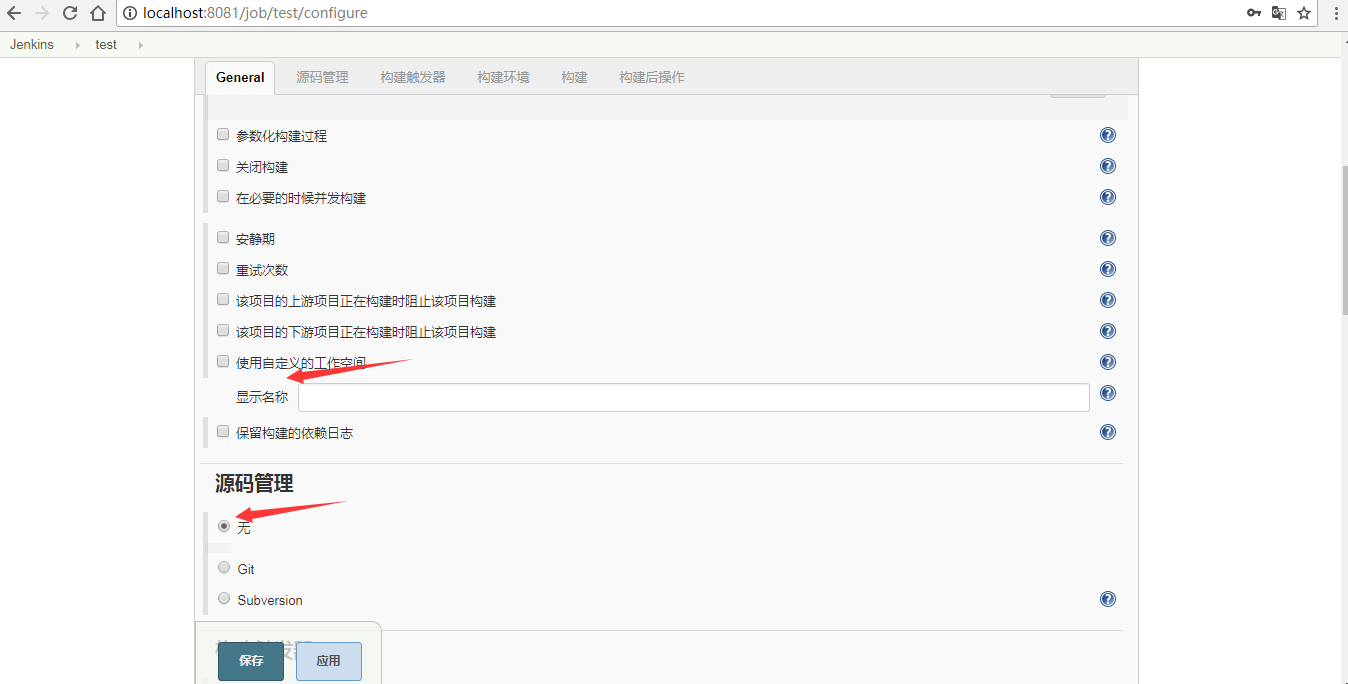 localhost:8081/job/test/configure
Jenkins test
General 源码管理 构建触发器 构建环境 构建 构建后操作
参数化构建过程
关闭构建
在必要的时候并发构建
安静期
重试次数
该项目的上游项目正在构建时阻止该项目构建
该项目的下游项目正在构建时阻止该项目构建
使用自定义的工作空间
显示名称
保留构建的依赖日志
源码管理
无
Git
Subversion
保存 应用